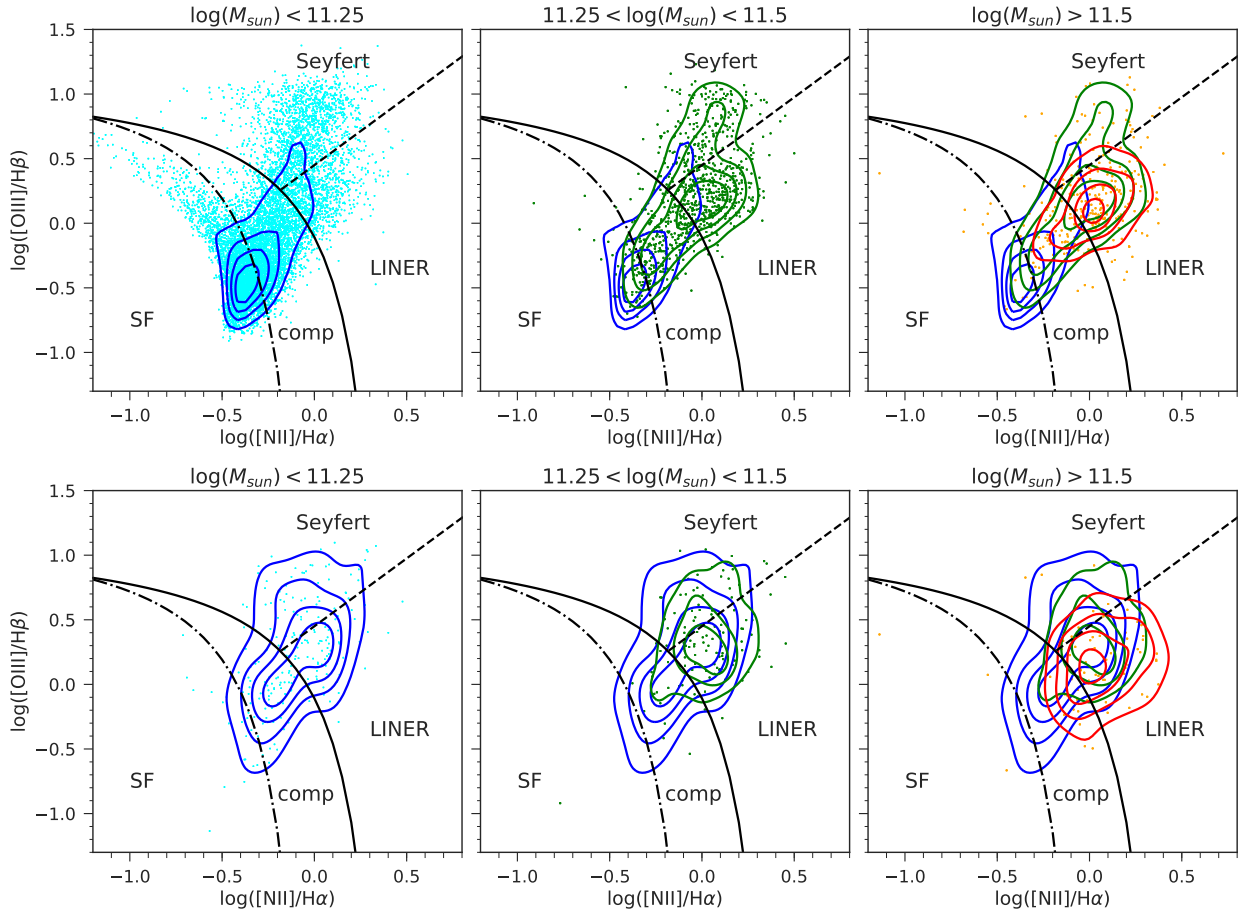 log(M_sun) < 11.25
11.25 < log(M_sun) < 11.5
log(M_sun) > 11.5
1.5
1.0
0.5
0.0
−0.5
−1.0
log([OIII]/Hβ)
Seyfert
LINER
SF
comp
Seyfert
LINER
SF
comp
Seyfert
LINER
SF
comp
−1.0 −0.5 0.0 0.5
−1.0 −0.5 0.0 0.5
−1.0 −0.5 0.0 0.5
log([NII]/Hα)
log([NII]/Hα)
log([NII]/Hα)
log(M_sun) < 11.25
11.25 < log(M_sun) < 11.5
log(M_sun) > 11.5
1.5
1.0
0.5
0.0
−0.5
−1.0
log([OIII]/Hβ)
Seyfert
LINER
SF
comp
Seyfert
LINER
SF
comp
Seyfert
LINER
SF
comp
−1.0 −0.5 0.0 0.5
−1.0 −0.5 0.0 0.5
−1.0 −0.5 0.0 0.5
log([NII]/Hα)
log([NII]/Hα)
log([NII]/Hα)